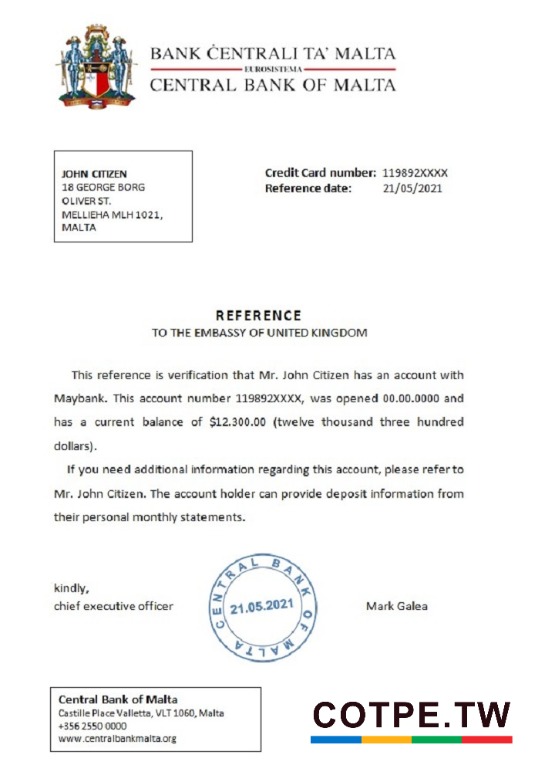 BANK ĊENTRALI TA' MALTA
EUROSISTEMA
CENTRAL BANK OF MALTA
JOHN CITIZEN
18 GEORGE BORG
OLIVER ST.
MELLIEHA MLH 1021,
MALTA
Credit Card number: 119892XXXX
Reference date: 21/05/2021
REFERENCE
TO THE EMBASSY OF UNITED KINGDOM
This reference is verification that Mr. John Citizen has an account with
Maybank. This account number 119892XXXX, was opened 00.00.0000 and
has a current balance of $12.300.00 (twelve thousand three hundred
dollars).
If you need additional information regarding this account, please refer to
Mr. John Citizen. The account holder can provide deposit information from
their personal monthly statements.
kindly,
chief executive officer
CENTRAL BANK OF MALTA
21.05.2021
Mark Galea
Central Bank of Malta
Castille Place Valletta, VLT 1060, Malta
+356 2550 0000
www.centralbankmalta.org
COTPE.TW